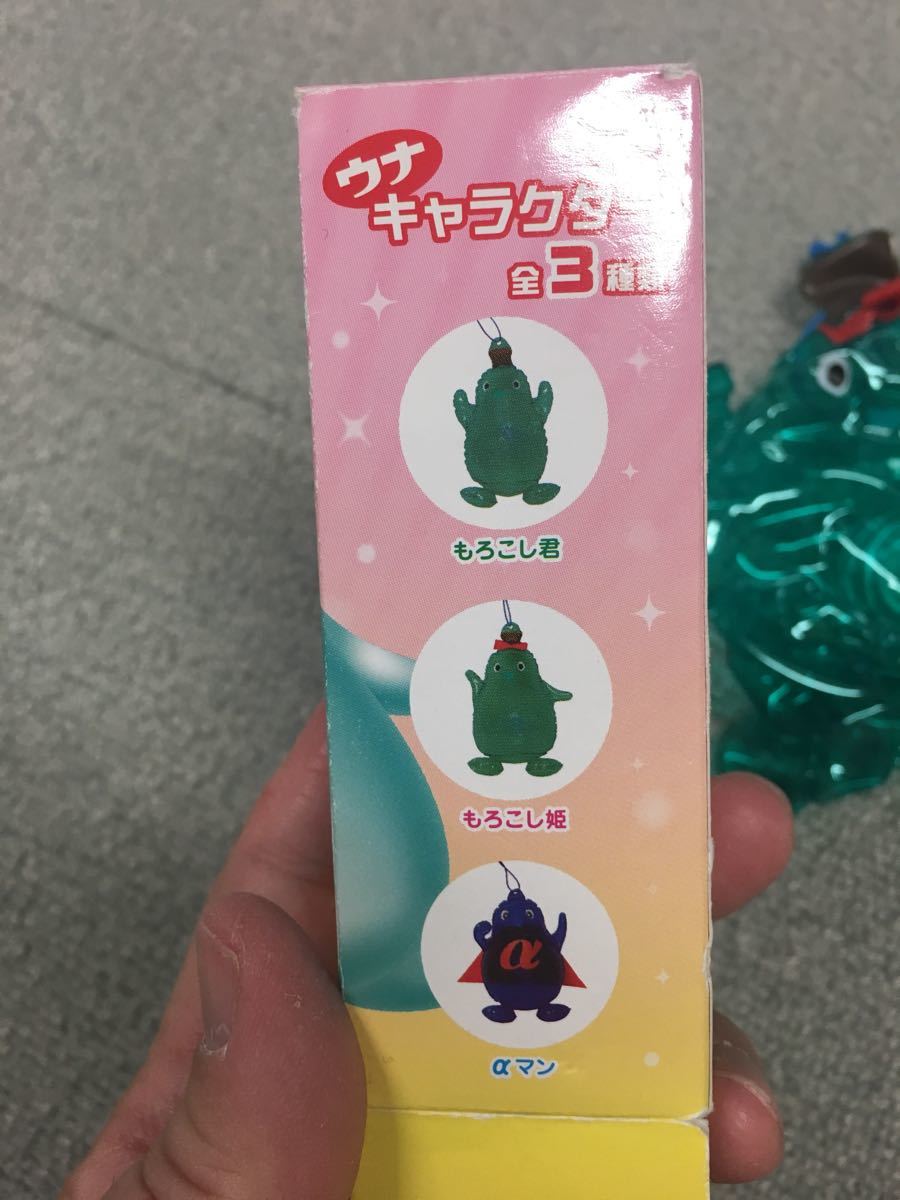 ウナ
キャラクター
全3種類
もろこし君
もろこし姫
α
αマン